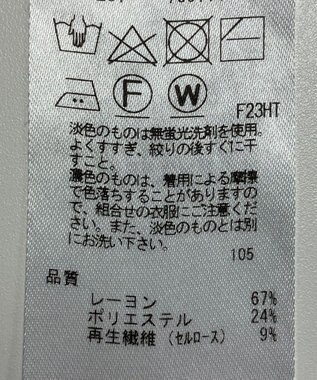 F
W
F23HT
淡色のものは無蛍光洗剤を使用。
よくすすぎ、絞りの後すぐに干
すこと。
濃色のものは、着用による摩擦
で色落ちすることがありますの
で、組合せの衣服にご注意くだ
さい。また、淡色のものとは別
にお洗い下さい。
105
品質
レーヨン 67%
ポリエステル 24%
再生繊維(セルロース) 9%